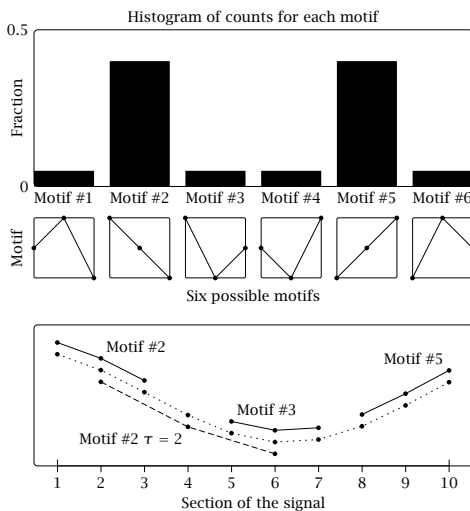 Histogram of counts for each motif
0.5
Fraction
0
Motif #1 Motif #2 Motif #3 Motif #4 Motif #5 Motif #6
Motif
Six possible motifs
Motif #2
Motif #5
Motif #3
Motif #2 τ = 2
1 2 3 4 5 6 7 8 9 10
Section of the signal